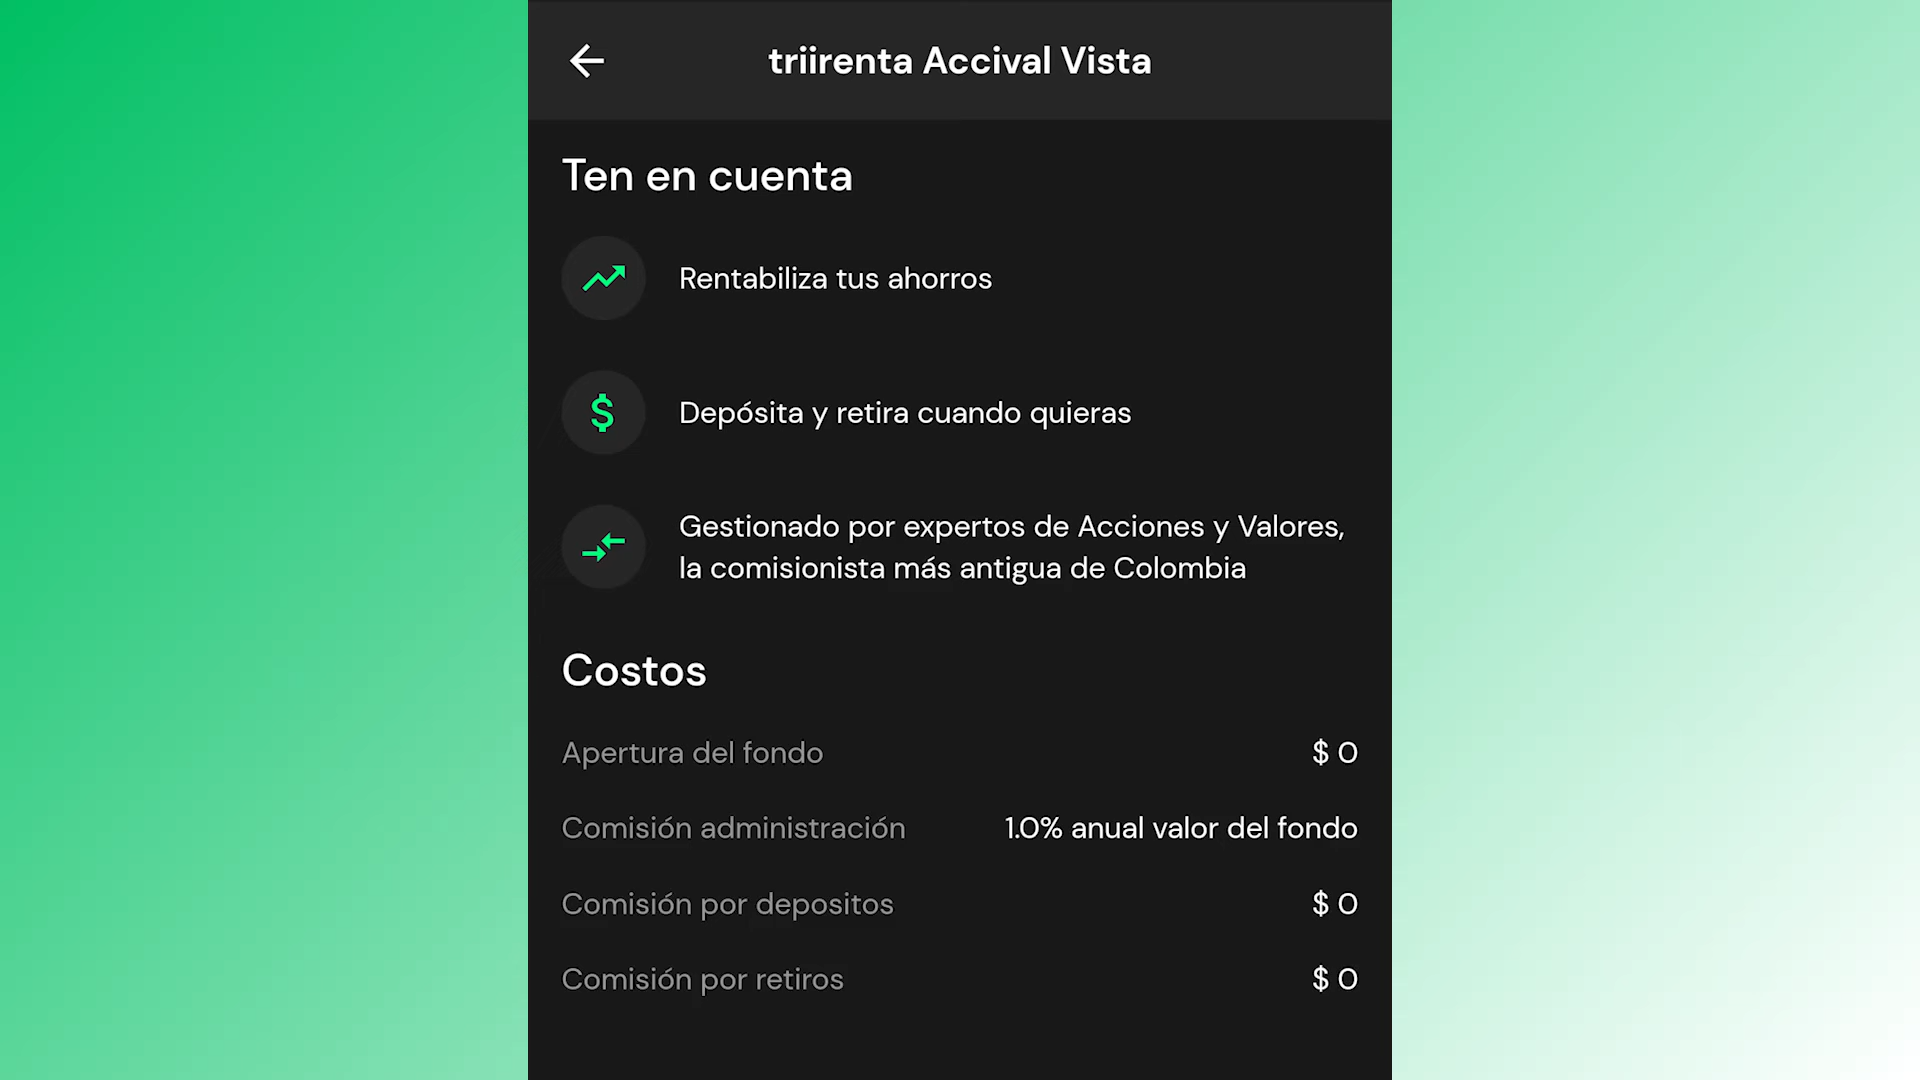 triirenta Accival Vista
Ten en cuenta
Rentabiliza tus ahorros
$
Depósita y retira cuando quieras
Gestionado por expertos de Acciones y Valores,
la comisionista más antigua de Colombia
Costos
Apertura del fondo $ 0
Comisión administración 1.0% anual valor del fondo
Comisión por depositos $ 0
Comisión por retiros $ 0